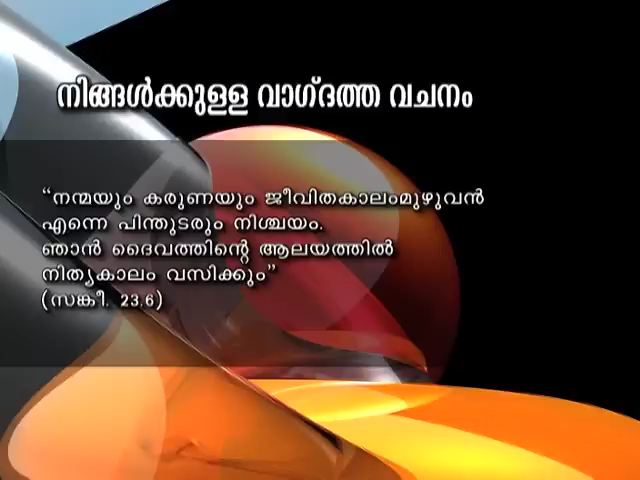 നിങ്ങൾക്കുളള വാഗ്ദത്ത വചനം
“നന്മയും കരുണയും ജീവിതകാലംമുഴുവൻ
എന്നെ പിന്തുടരും നിശ്ചയം.
ഞാൻ ദൈവത്തിന്റെ ആലയത്തിൽ
നിത്യകാലം വസിക്കും”
(സങ്കീ. 23.6)